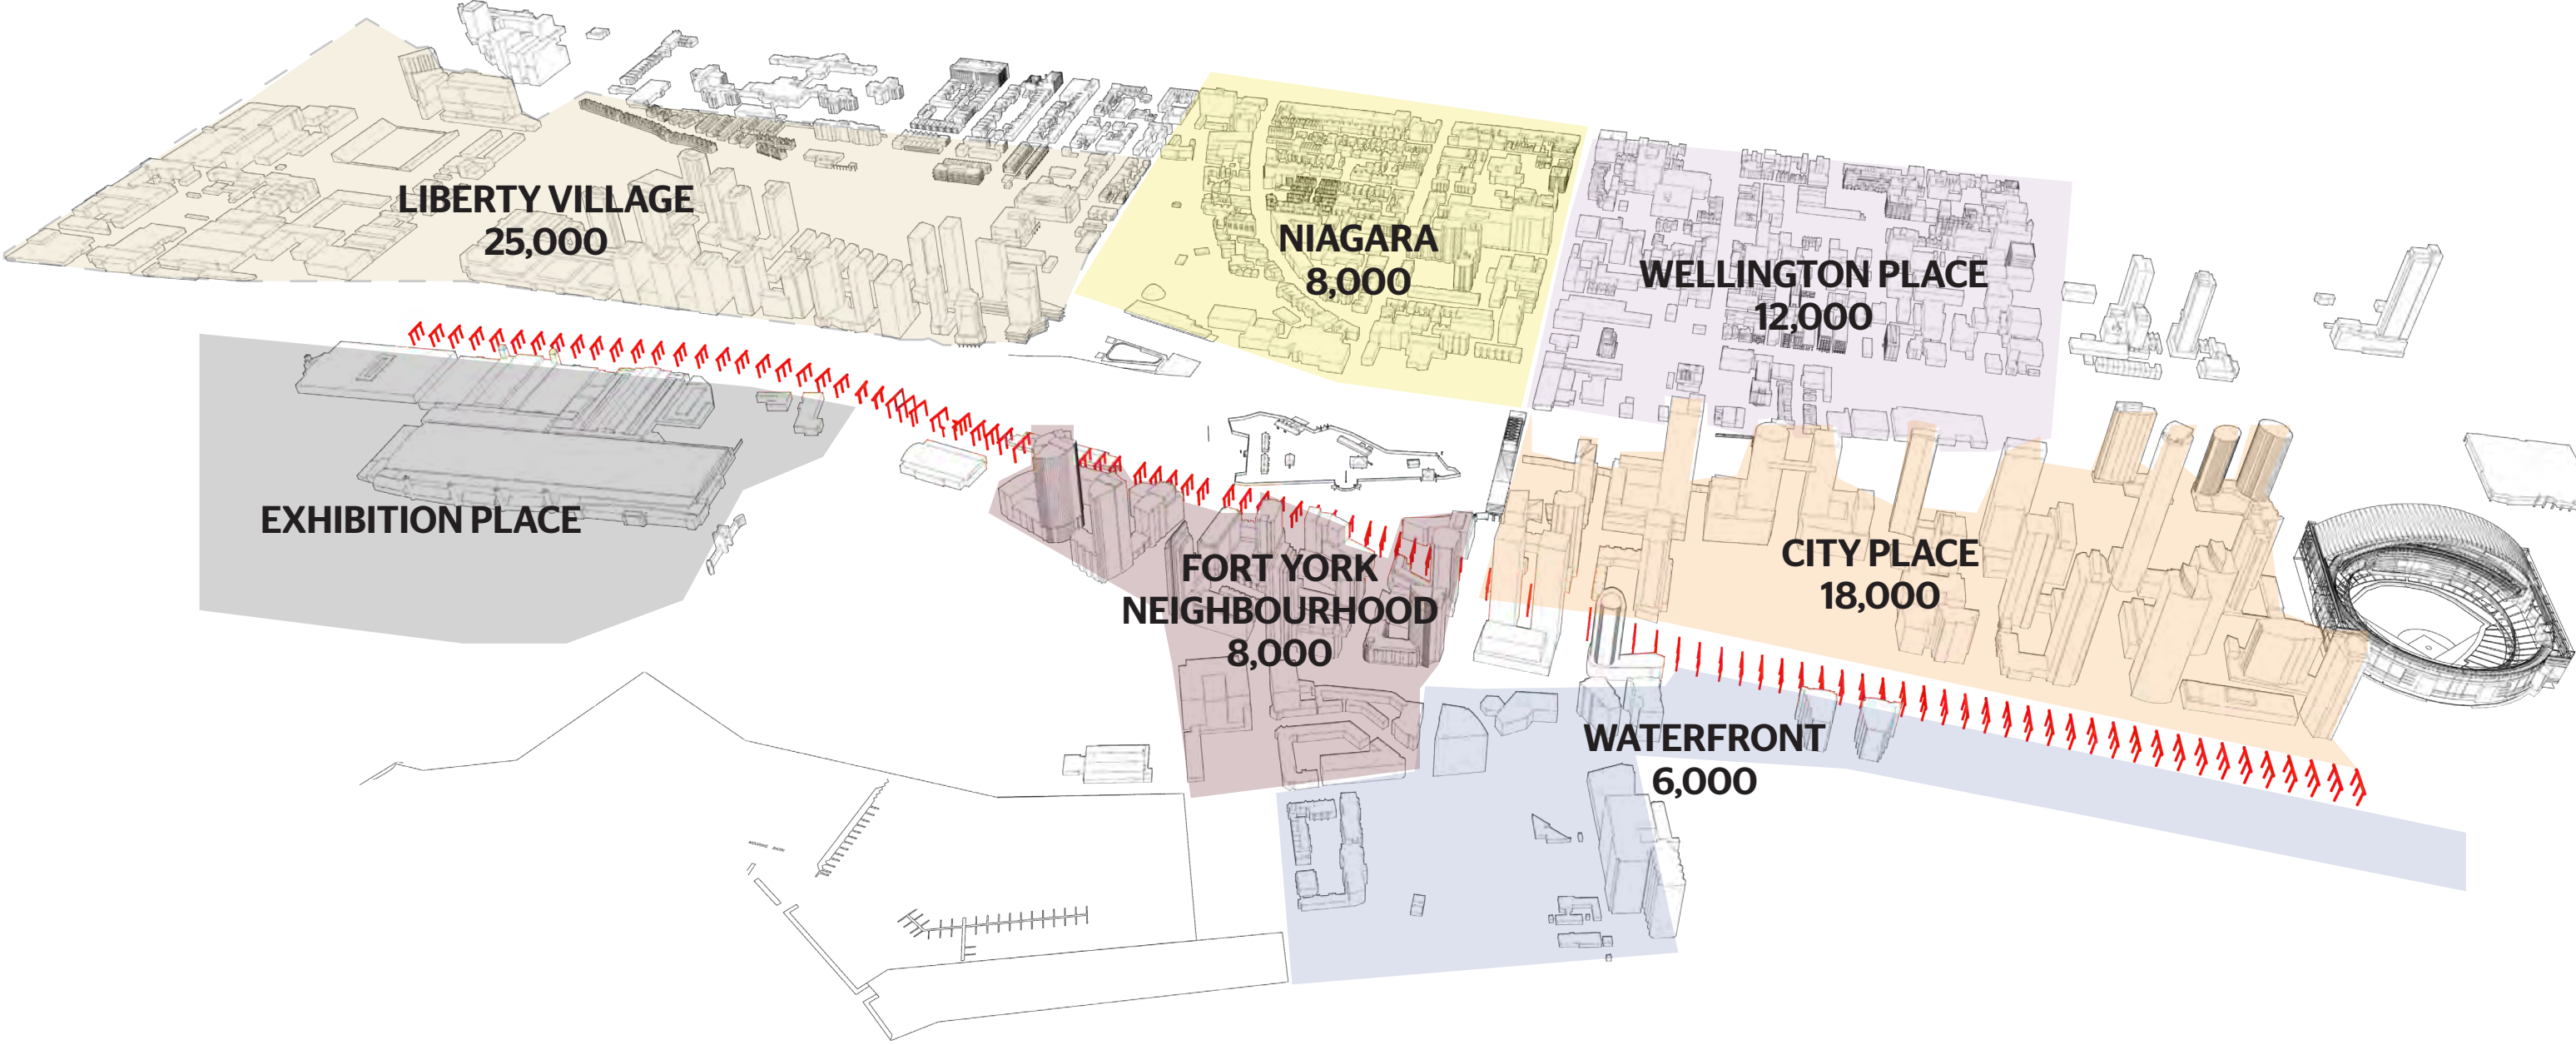 LIBERTY VILLAGE
25,000
NIAGARA
8,000
WELLINGTON PLACE
12,000
EXHIBITION PLACE
FORT YORK
NEIGHBOURHOOD
8,000
CITY PLACE
18,000
WATERFRONT
6,000